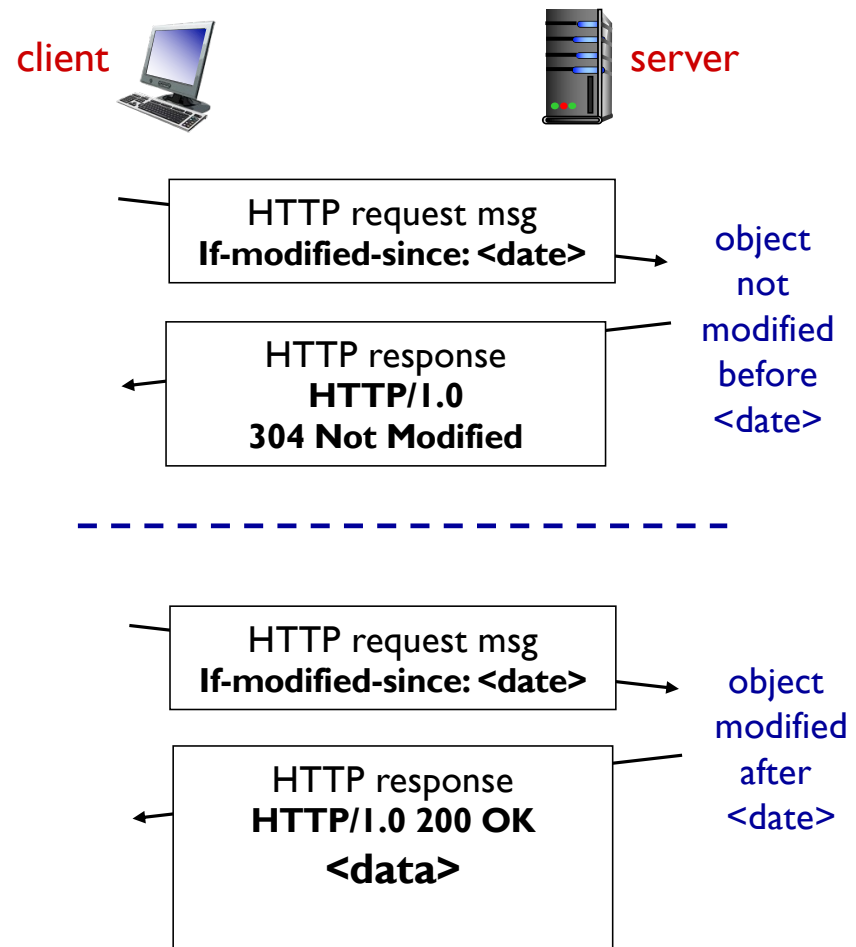 client
server
HTTP request msg
If-modified-since: <date>
object
not
modified
before
<date>
HTTP response
HTTP/1.0
304 Not Modified
HTTP request msg
If-modified-since: <date>
object
modified
after
<date>
HTTP response
HTTP/1.0 200 OK
<data>